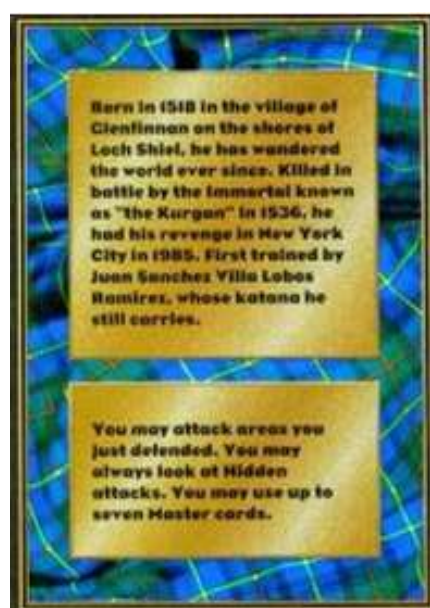 Born in 1518 in the village of
Glenfinnan on the shores of
Loch Shiel, he has wandered
the world ever since. Killed in
battle by the Immortal known
as "the Kurgan" in 1536, he
had his revenge in New York
City in 1985. First trained by
Juan Sanchez Villa Lobos
Ramirez, whose katana he
still carries.
You may attack areas you
just defended. You may
always look at Hidden
attacks. You may use up to
seven Master cards.